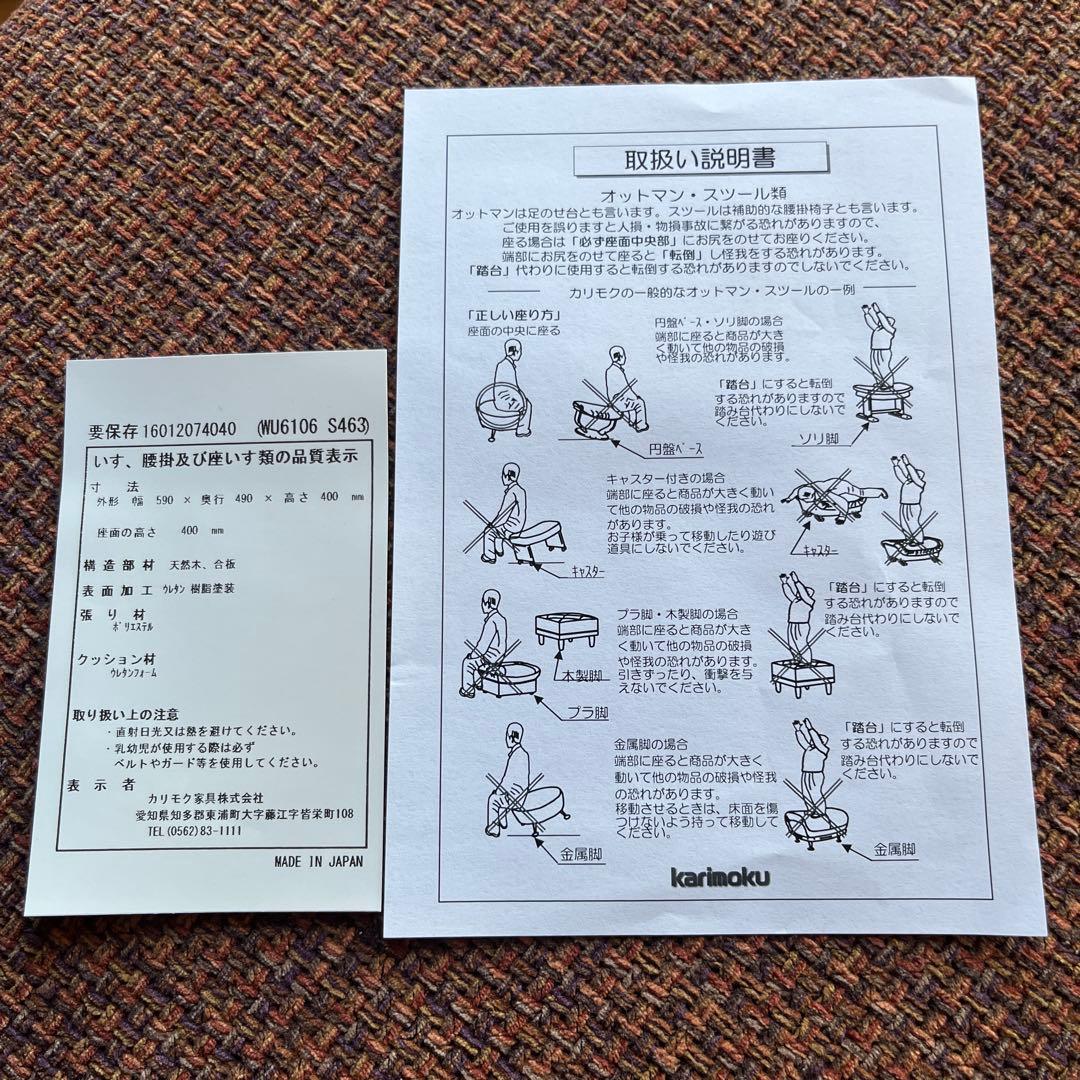 要保存16012074040 (WU6106 S463)
いす、腰掛及び座いす類の品質表示
寸 法
外形 幅 590 × 奥行 490 × 高さ 400 mm
座面の高さ 400 mm
構造部材 天然木、合板
表面加工 ウレタン樹脂塗装
張り材
ポリエステル
クッション材
ウレタンフォーム
取り扱い上の注意
・直射日光又は熱を避けてください。
・乳幼児が使用する際は必ず
ベルトやガード等を使用してください。
表示者
カリモク家具株式会社
愛知県知多郡東浦町大字藤江字皆栄町108
TEL(0562)83-1111
MADE IN JAPAN
取扱い説明書
オットマン・スツール類
オットマンは足のせ台とも言います。スツールは補助的な腰掛椅子とも言います。
ご使用を誤りますと人損・物損事故に繋がる恐れがありますので、
座る場合は「必ず座面中央部」にお尻をのせてお座りください。
端部にお尻をのせて座ると「転倒」し怪我をする恐れがあります。
「踏台」代わりに使用すると転倒する恐れがありますのでしないでください。
カリモクの一般的なオットマン・スツールの一例
「正しい座り方」
座面の中央に座る
円盤ベース・ソリ脚の場合
端部に座ると商品が大き
く動いて他の物品の破損
や怪我の恐れがあります。
円盤ベース
「踏台」にすると転倒
する恐れがありますので
踏み台代わりにしないで
ください。
ソリ脚
キャスター付きの場合
端部に座ると商品が大きく動い
て他の物品の破損や怪我の恐れ
があります。
お子様が乗って移動したり遊び
道具にしないでください。
キャスター
キャスター
「踏台」にすると転倒
する恐れがありますので
踏み台代わりにしないで
ください。
プラ脚・木製脚の場合
端部に座ると商品が大き
く動いて他の物品の破損
や怪我の恐れがあります。
引きずったり、衝撃を与
えないでください。
木製脚
プラ脚
金属脚の場合
端部に座ると商品が大きく
動いて他の物品の破損や怪我
の恐れがあります。
移動させるときは、床面を傷
つけないよう持って移動して
ください。
金属脚
「踏台」にすると転倒
する恐れがありますので
踏み台代わりにしないで
ください。
金属脚
karimoku